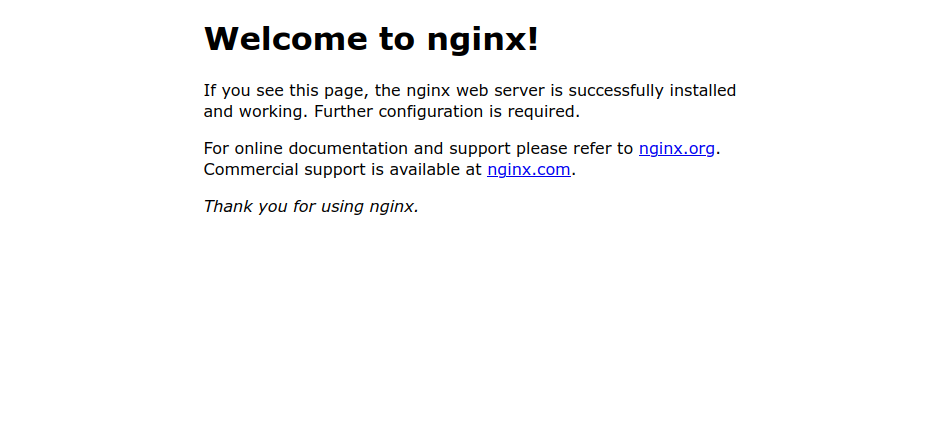 Welcome to nginx!
If you see this page, the nginx web server is successfully installed
and working. Further configuration is required.
For online documentation and support please refer to nginx.org.
Commercial support is available at nginx.com.
Thank you for using nginx.